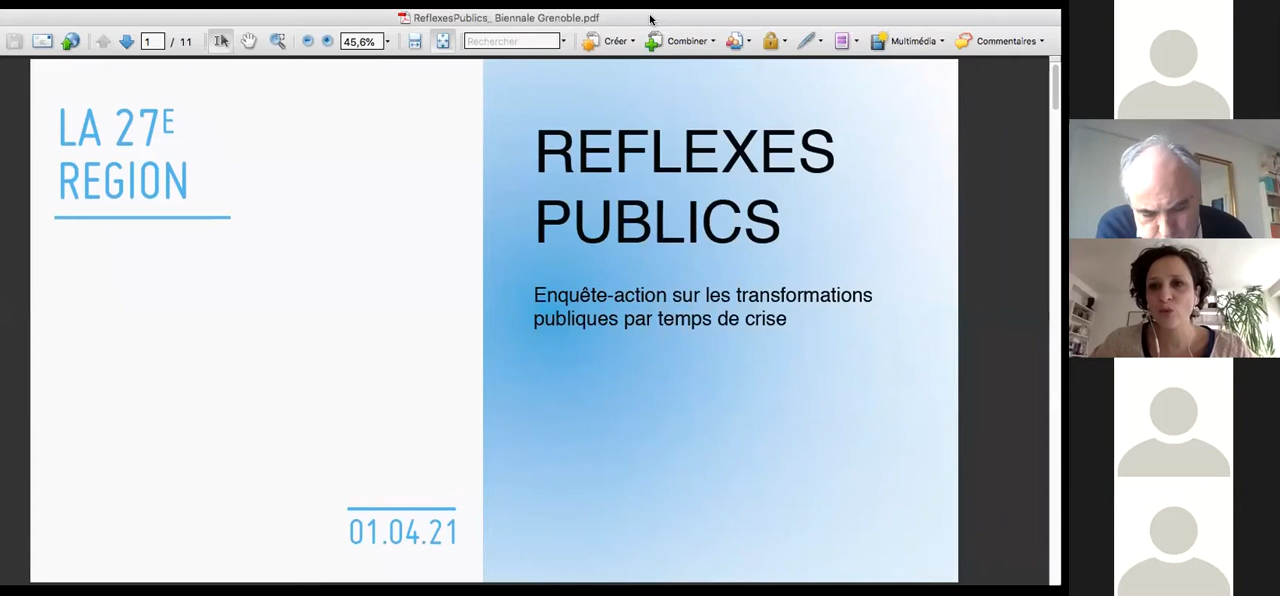 ReflexesPublics_ Biennale Grenoble.pdf
1 / 11
45,6%
Rechercher
Créer
Combiner
Multimédia
Commentaires
LA 27E
REGION
REFLEXES
PUBLICS
Enquête-action sur les transformations
publiques par temps de crise
01.04.21